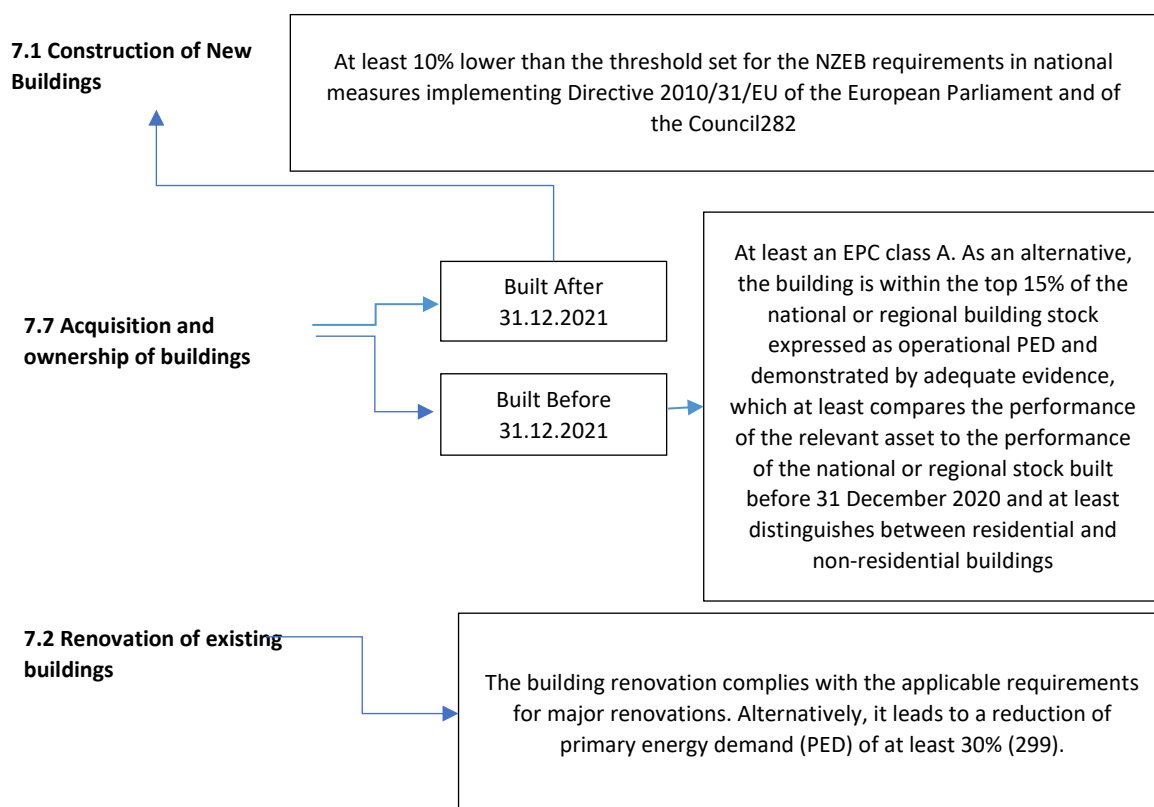 7.1 Construction of New
Buildings
At least 10% lower than the threshold set for the NZEB requirements in national
measures implementing Directive 2010/31/EU of the European Parliament and of
the Council282
7.7 Acquisition and
ownership of buildings
Built After
31.12.2021
Built Before
31.12.2021
At least an EPC class A. As an alternative,
the building is within the top 15% of the
national or regional building stock
expressed as operational PED and
demonstrated by adequate evidence,
which at least compares the performance
of the relevant asset to the performance
of the national or regional stock built
before 31 December 2020 and at least
distinguishes between residential and
non-residential buildings
7.2 Renovation of existing
buildings
The building renovation complies with the applicable requirements
for major renovations. Alternatively, it leads to a reduction of
primary energy demand (PED) of at least 30% (299).